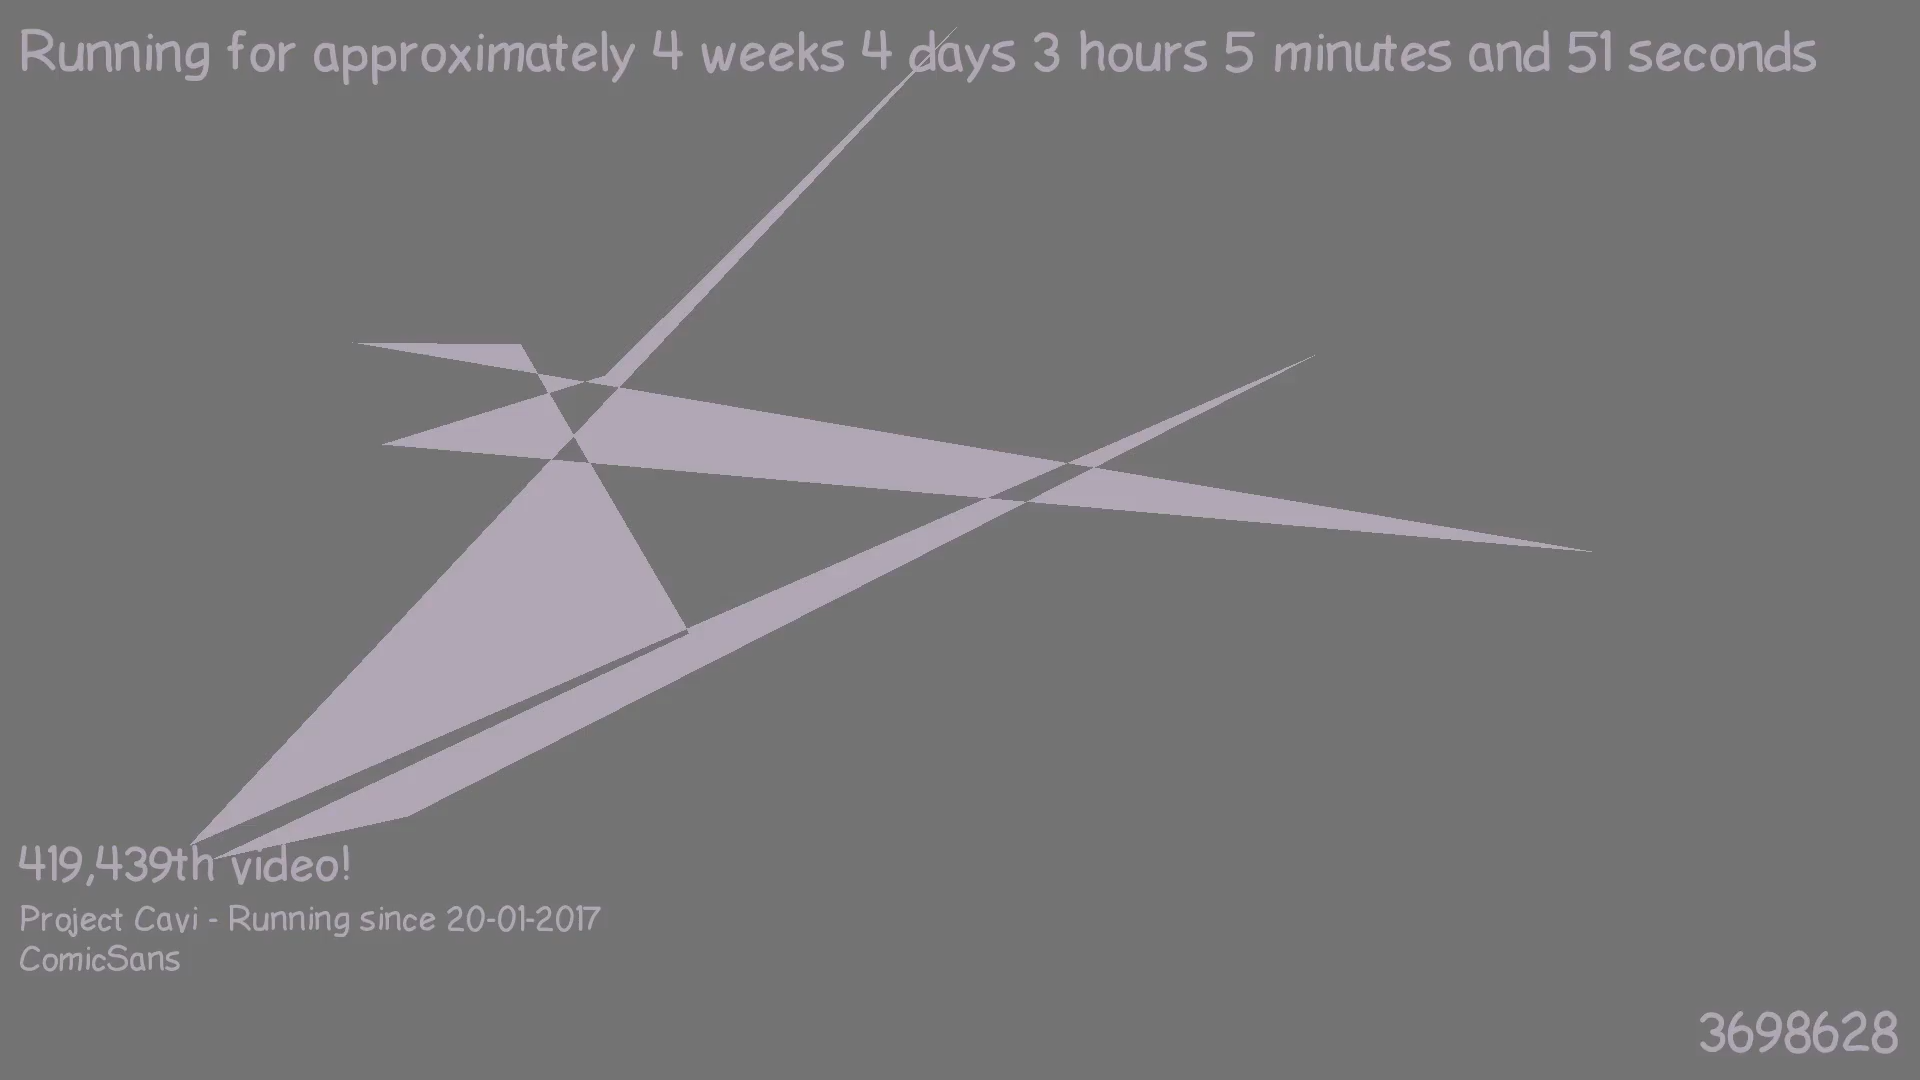 Running for approximately 4 weeks 4 days 3 hours 5 minutes and 51 seconds
419,439th video!
Project Cavi - Running since 20-01-2017
ComicSans
3698628